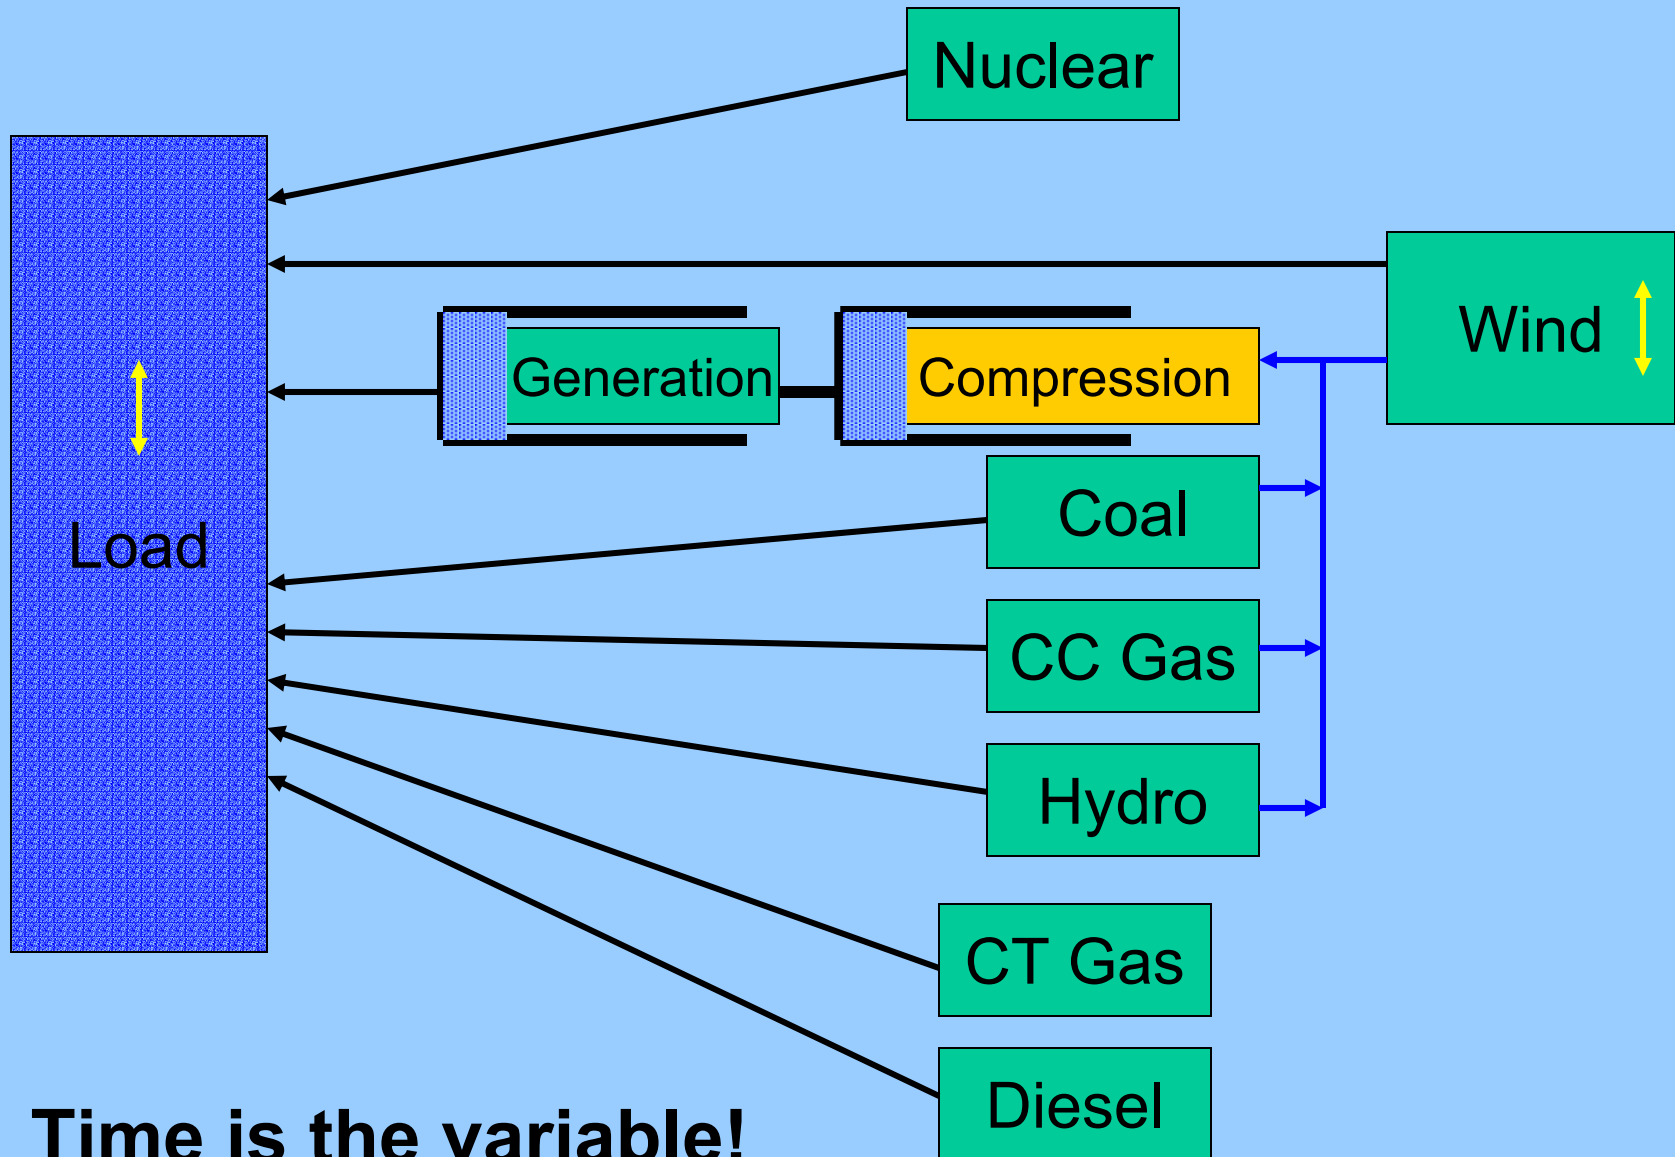 Nuclear
Wind
Generation
Compression
Coal
Load
CC Gas
Hydro
CT Gas
Diesel
Time is the variable!